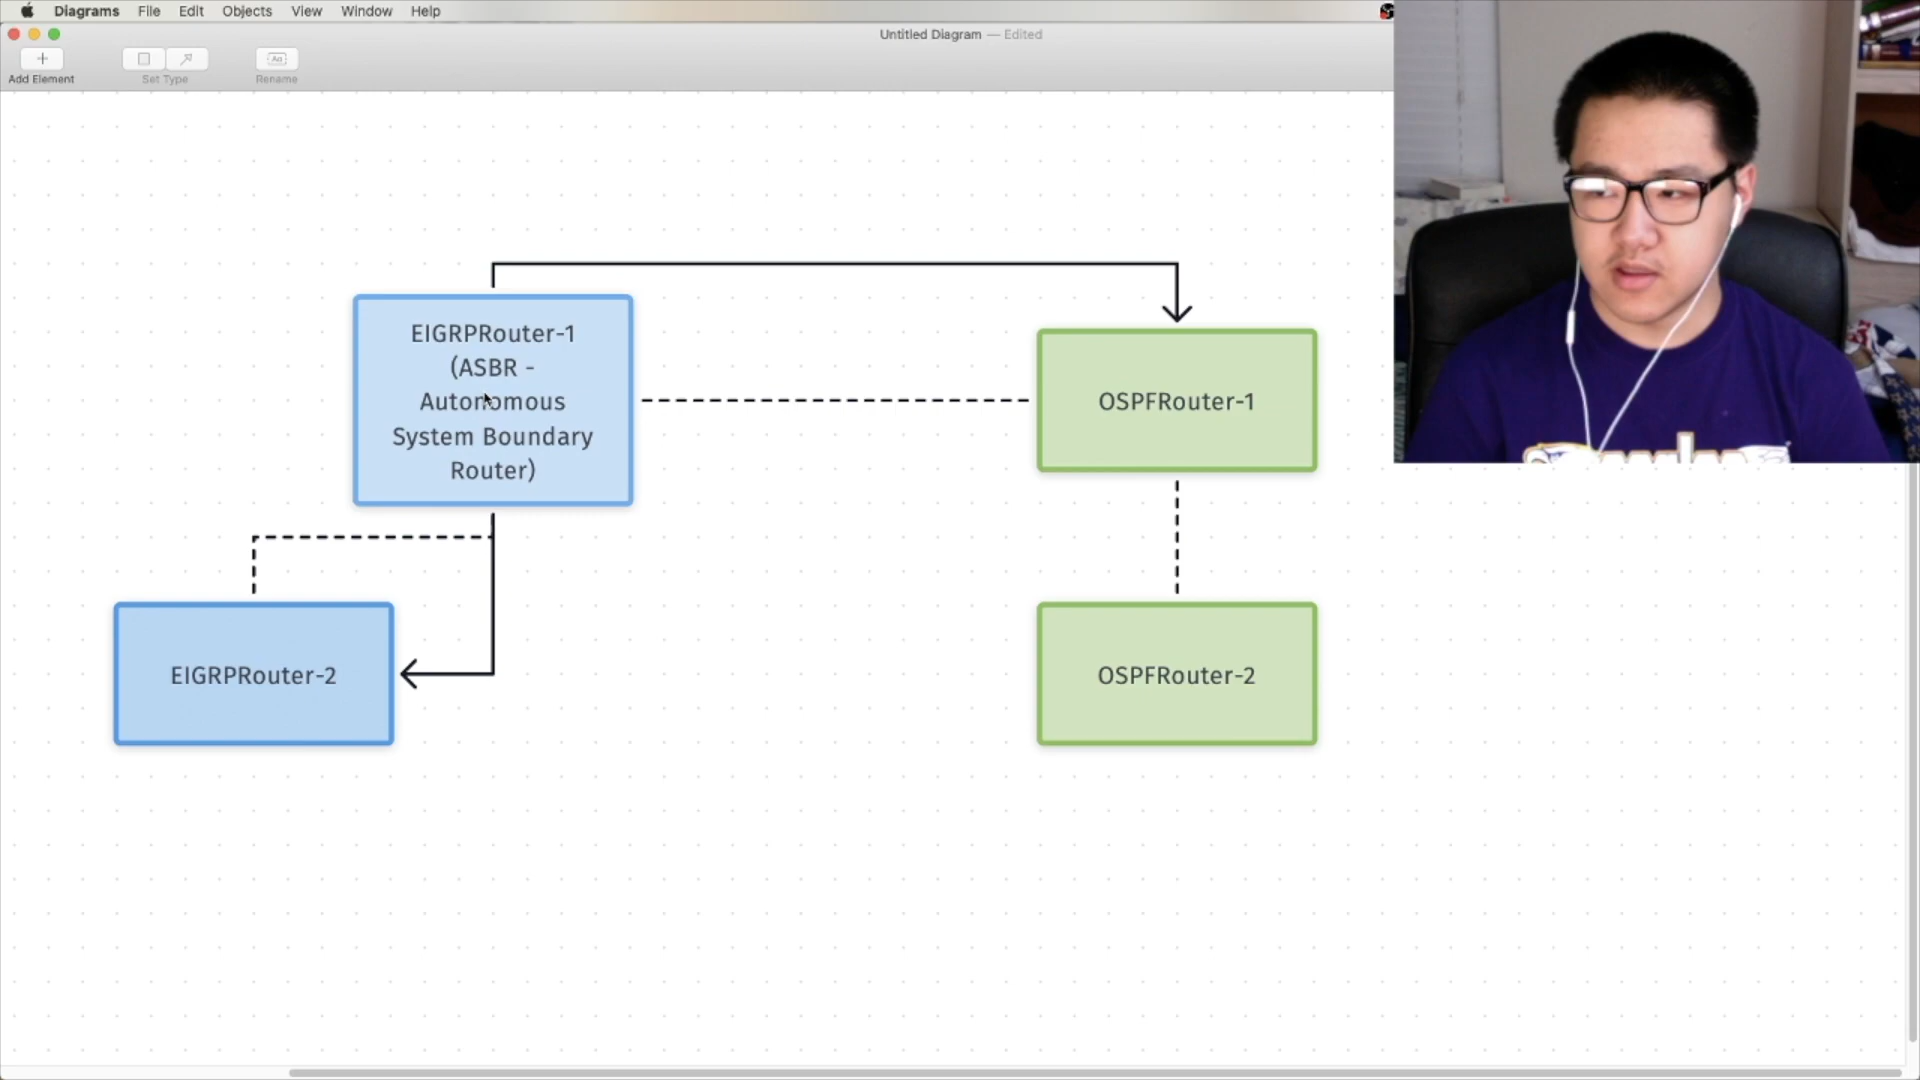 Diagrams File Edit Objects View Window Help
Untitled Diagram — Edited
Add Element
Set Type
Aa
Rename
EIGRPRouter-1
(ASBR -
Autonomous
System Boundary
Router)
OSPFRouter-1
EIGRPRouter-2
OSPFRouter-2